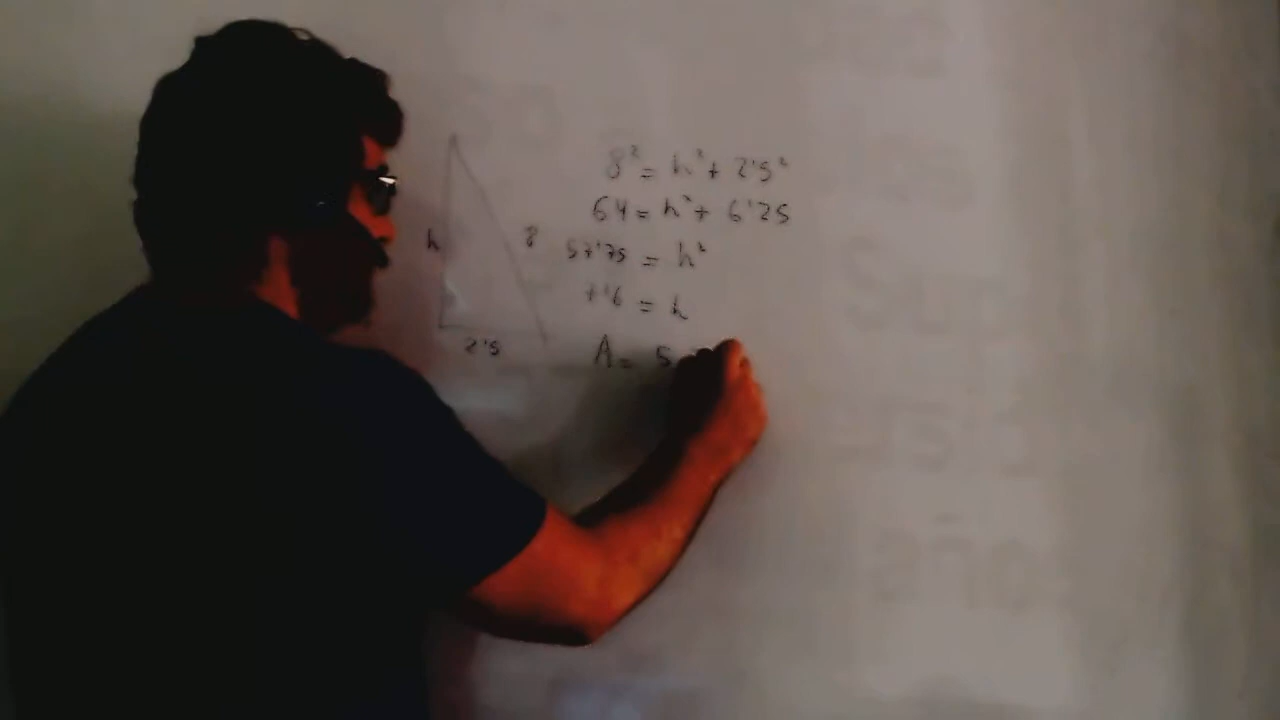 8² = h² + 2'5²
64 = h² + 6'25
h
8
57'75 = h²
7'6 = h
2'5
A = 5